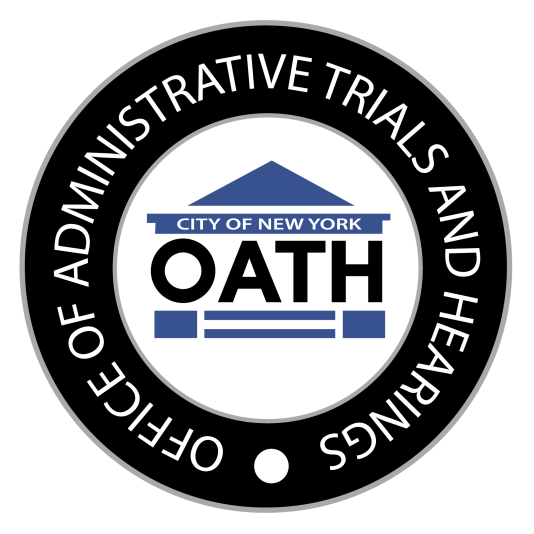 OFFICE OF ADMINISTRATIVE TRIALS AND HEARINGS
CITY OF NEW YORK
OATH